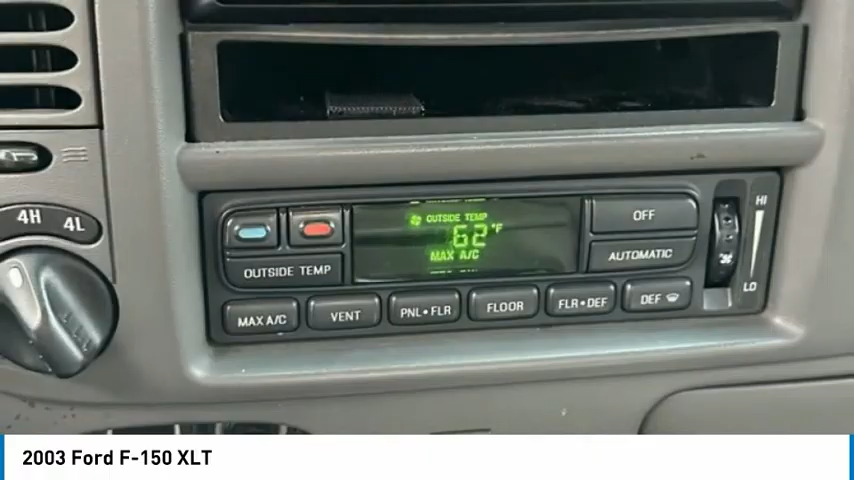 4H 4L
OUTSIDE TEMP
62°F
MAX A/C
OUTSIDE TEMP
OFF
AUTOMATIC
HI
LO
MAX A/C VENT PNL•FLR FLOOR FLR•DEF DEF
2003 Ford F-150 XLT